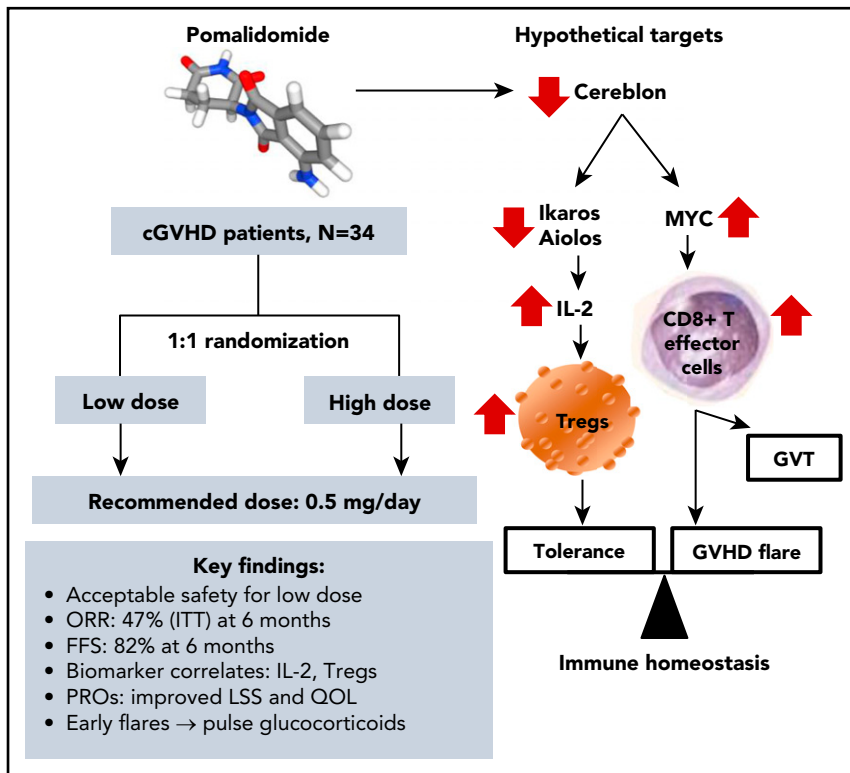 Pomalidomide
cGVHD patients, N=34
1:1 randomization
Low dose
High dose
Recommended dose: 0.5 mg/day
Key findings:
• Acceptable safety for low dose
• ORR: 47% (ITT) at 6 months
• FFS: 82% at 6 months
• Biomarker correlates: IL-2, Tregs
• PROs: improved LSS and QOL
• Early flares → pulse glucocorticoids
Hypothetical targets
Cereblon
Ikaros
Aiolos
MYC
IL-2
CD8+ T
effector
cells
Tregs
GVT
Tolerance
GVHD flare
Immune homeostasis